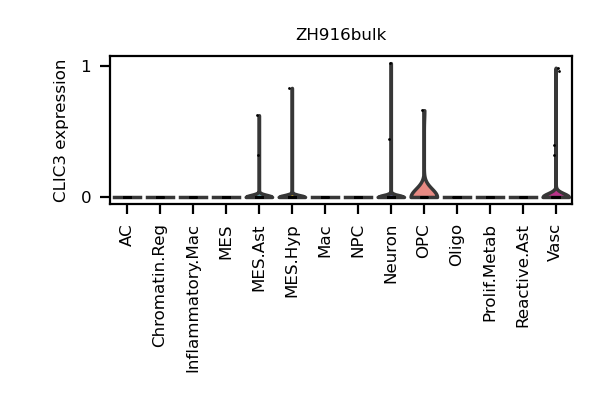 ZH916bulk
CLIC3 expression
1
0
AC
Chromatin.Reg
Inflammatory.Mac
MES
MES.Ast
MES.Hyp
Mac
NPC
Neuron
OPC
Oligo
Prolif.Metab
Reactive.Ast
Vasc